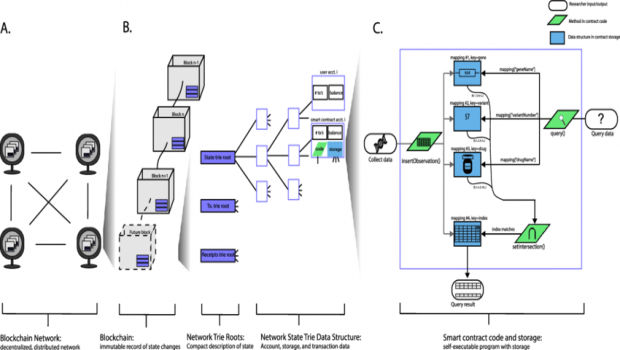 Researcher input/output
Method in contract code
Data structure in contract storage
A.
B.
C.
Block n+1
Block n
Block n-1
Future block
State trie root
Tx. trie root
Receipts trie root
user acct. i
balance
smart contract acct. i
balance
code
storage
mapping #1, key=gene
mapping("geneName")
mapping #2, key=variant
57
mapping("variantNumber")
mapping #3, key=drug
mapping("drugName")
Collect data
insertObservation()
query()
?
Query data
mapping #4, key=index
index matches
setIntersection()
Query result
Blockchain Network:
decentralized, distributed network
Blockchain:
immutable record of state changes
Network Trie Roots:
Compact description of state
Network State Trie Data Structure:
Account, storage, and transaction data
Smart contract code and storage:
self-executable program with storage